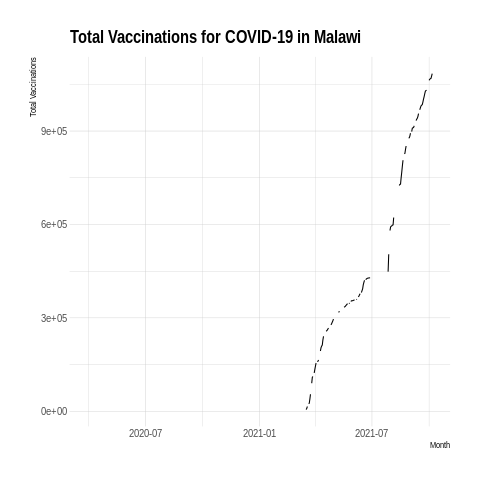 Total Vaccinations for COVID-19 in Malawi
Total Vaccinations
9e+05
6e+05
3e+05
0e+00
2020-07
2021-01
2021-07
Month